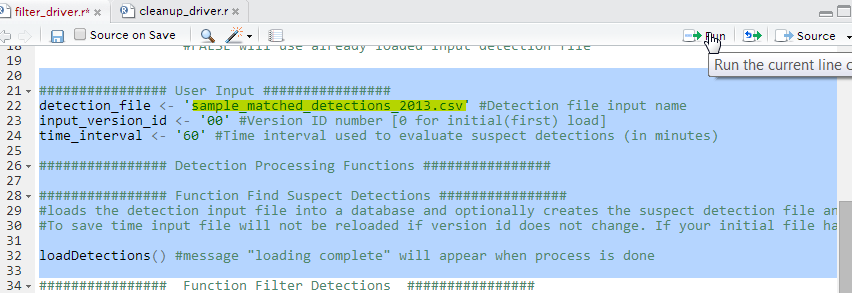 filter_driver.r* × cleanup_driver.r ×
Source on Save Run Source
Run the current line
18 #FALSE will use already loaded input detection file
19
20
21 ################ User Input ################
22 detection_file <- 'sample_matched_detections_2013.csv' #Detection file input name
23 input_version_id <- '00' #Version ID number [0 for initial(first) load]
24 time_interval <- '60' #Time interval used to evaluate suspect detections (in minutes)
25
26 ################ Detection Processing Functions ################
27
28 ################ Function Find Suspect Detections ################
29 #loads the detection input file into a database and optionally creates the suspect detection file an
30 #To save time input file will not be reloaded if version id does not change. If your initial file ha
31
32 loadDetections() #message "loading complete" will appear when process is done
33
34 ################ Function Filter Detections ################